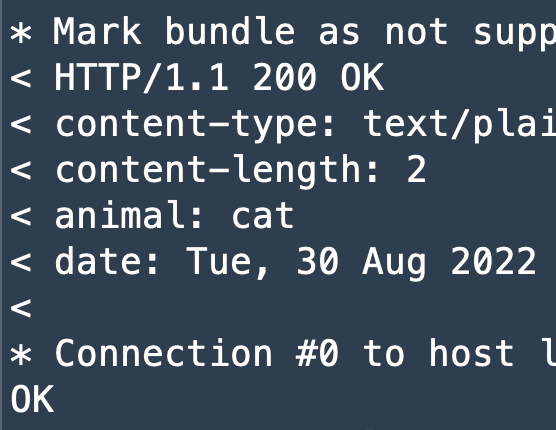 * Mark bundle as not supp
< HTTP/1.1 200 OK
< content-type: text/plai
< content-length: 2
< animal: cat
< date: Tue, 30 Aug 2022
<
* Connection #0 to host l
OK